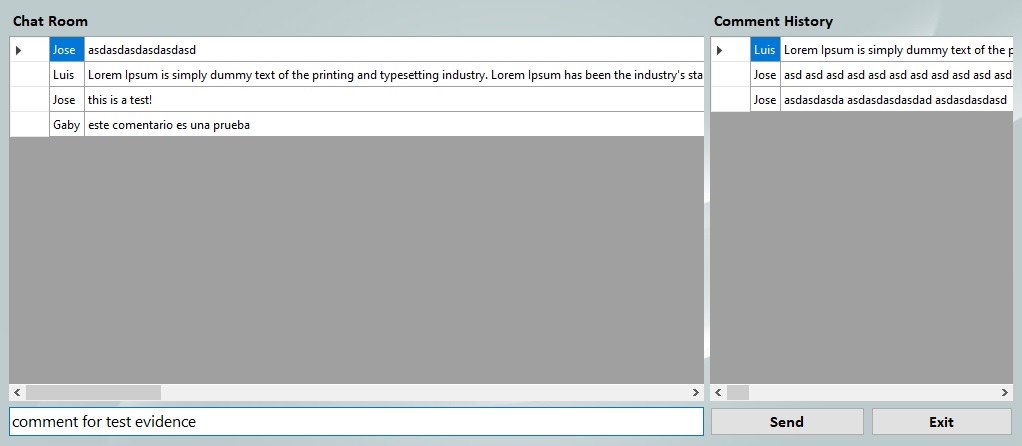 Chat Room
Jose asdasdasdasdasdasd
Luis Lorem Ipsum is simply dummy text of the printing and typesetting industry. Lorem Ipsum has been the industry's sta
Jose this is a test!
Gaby este comentario es una prueba
comment for test evidence
Comment History
Luis Lorem Ipsum is simply dummy text of the p
Jose asd asd asd asd asd asd asd asd asd asd asd
Jose asdasdasda asdasdasdasdad asdasdasdasd
Send Exit